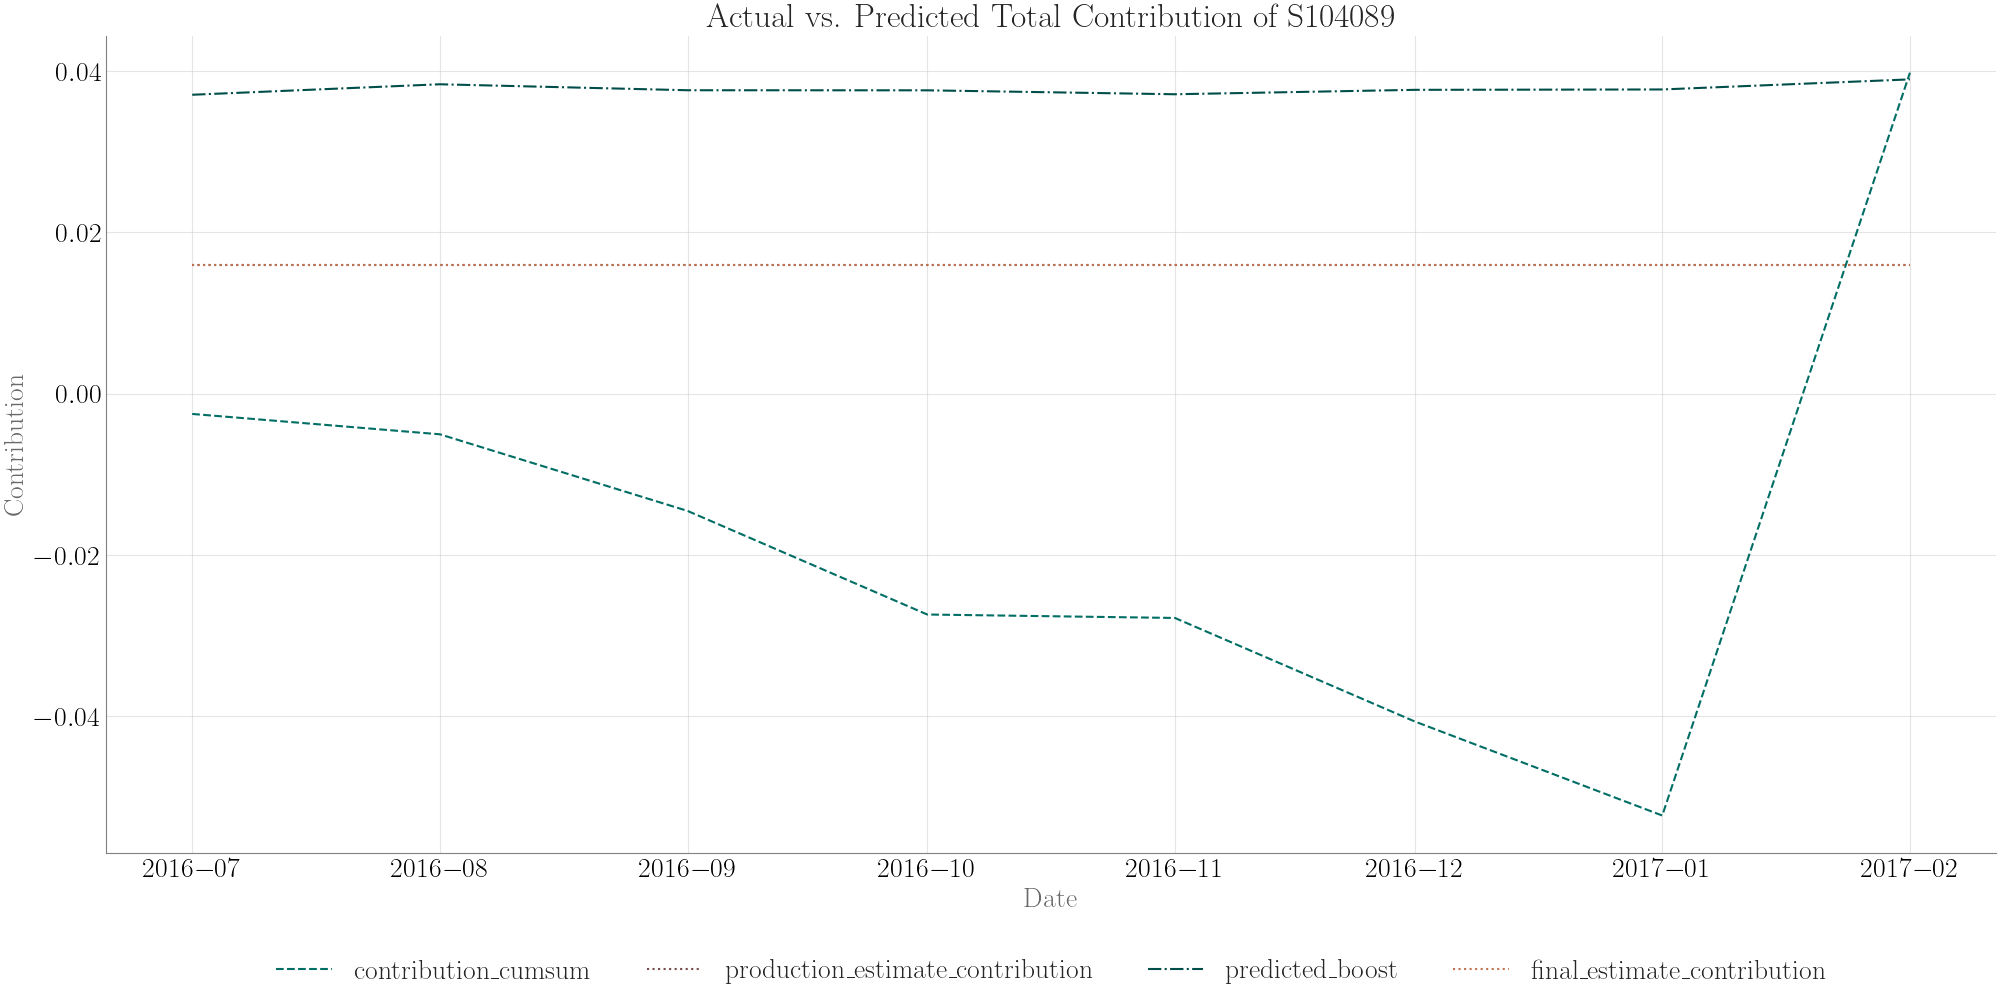 Actual vs. Predicted Total Contribution of S104089
Contribution
0.04
0.02
0.00
−0.02
−0.04
2016−07 2016−08 2016−09 2016−10 2016−11 2016−12 2017−01 2017−02
Date
contribution_cumsum production_estimate_contribution predicted_boost final_estimate_contribution